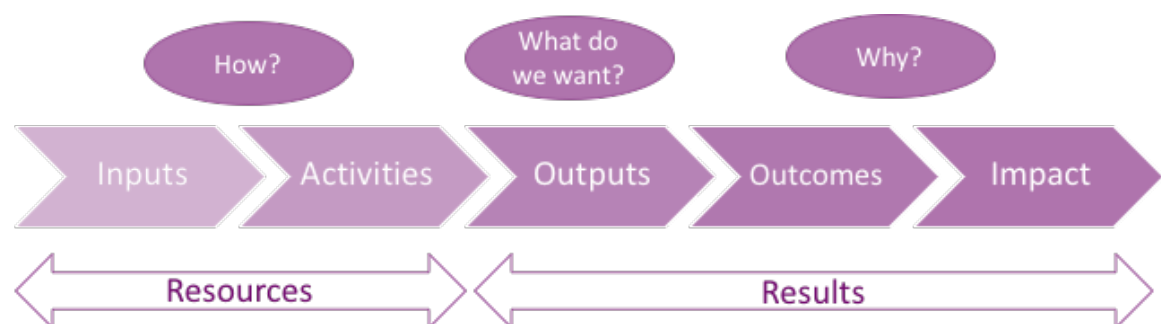 How?
What do
we want?
Why?
Inputs
Activities
Outputs
Outcomes
Impact
Resources
Results